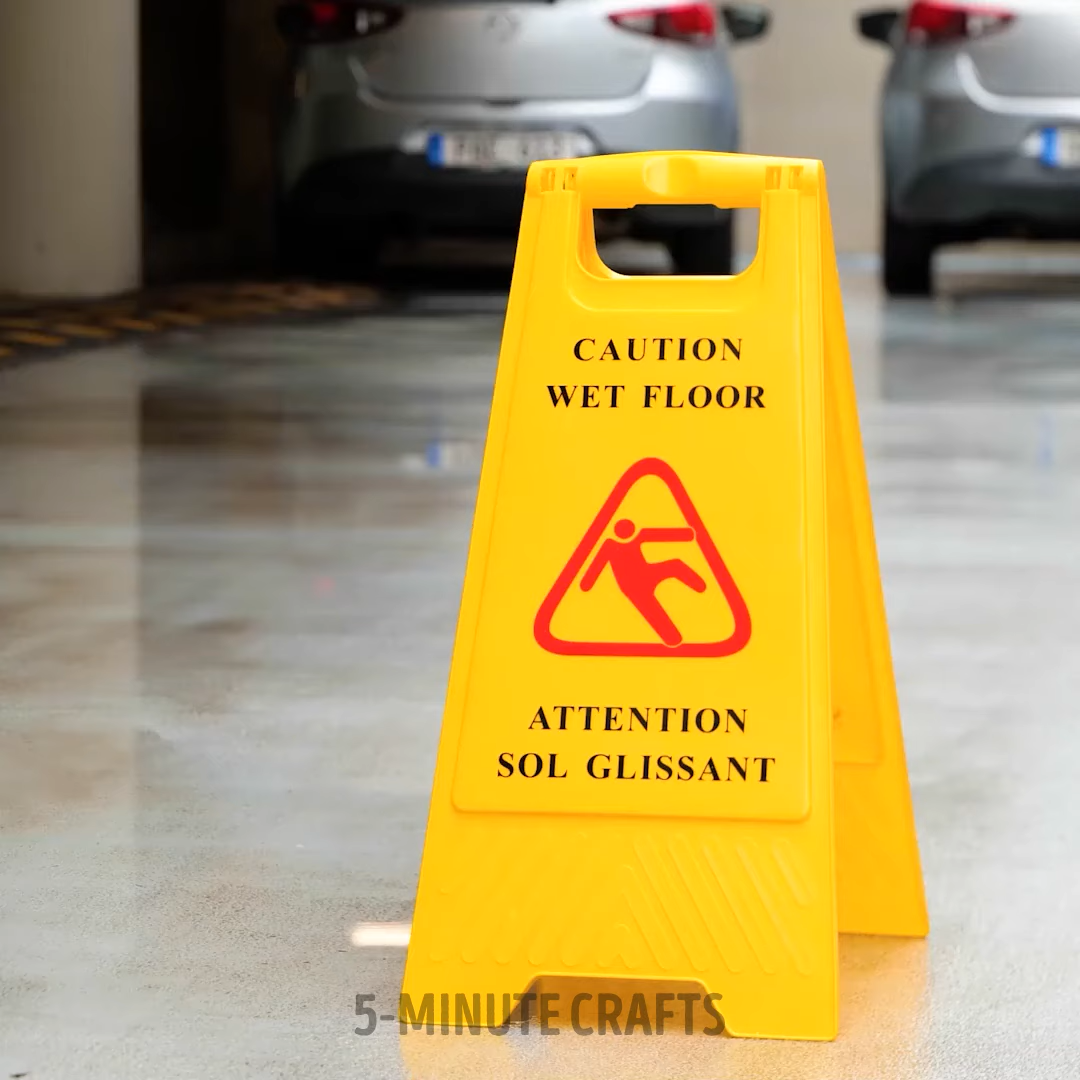 CAUTION
WET FLOOR
ATTENTION
SOL GLISSANT
5-MINUTE CRAFTS